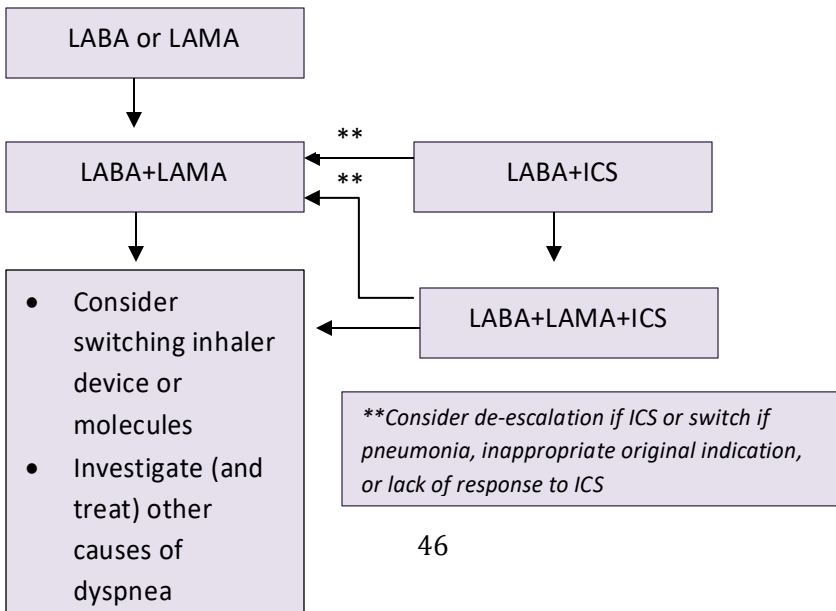 LABA or LAMA
**
LABA+LAMA
LABA+ICS
**
• Consider
switching inhaler
device or
molecules
• Investigate (and
treat) other
causes of
dyspnea
LABA+LAMA+ICS
**Consider de-escalation if ICS or switch if
pneumonia, inappropriate original indication,
or lack of response to ICS
46